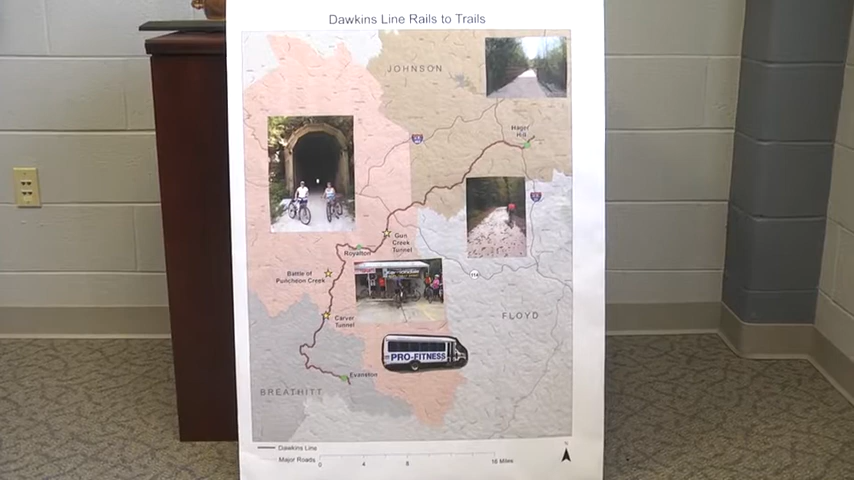 Dawkins Line Rails to Trails
JOHNSON
Hager
Hill
Gun
Creek
Tunnel
Royalton
Battle of
Puncheon Creek
114
Carver
Tunnel
FLOYD
PRO-FITNESS
Evanston
BREATHITT
N
Dawkins Line
Major Roads
0
4
8
16 Miles